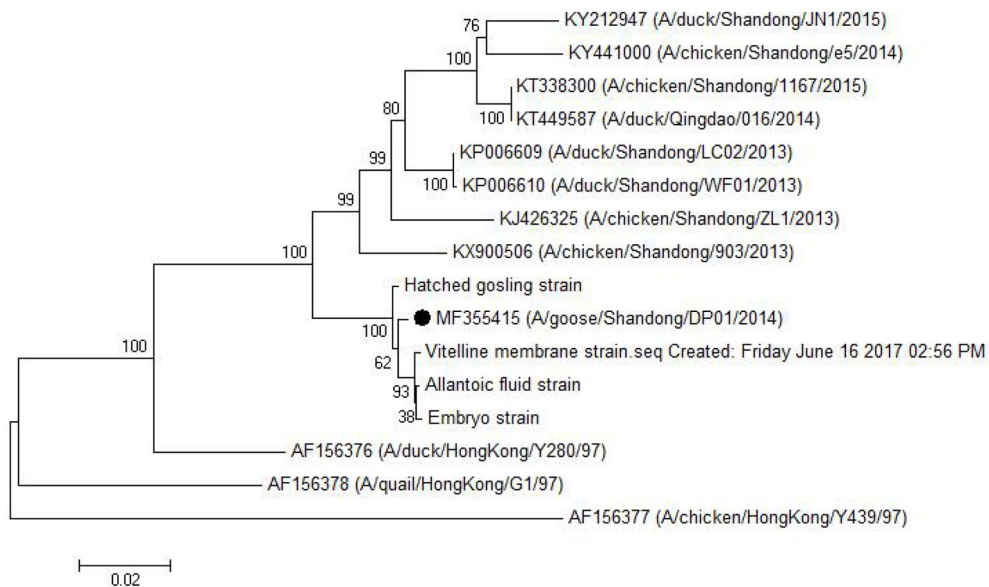 76
KY212947 (A/duck/Shandong/JN1/2015)
100
KY441000 (A/chicken/Shandong/e5/2014)
KT338300 (A/chicken/Shandong/1167/2015)
80
100
KT449587 (A/duck/Qingdao/016/2014)
99
KP006609 (A/duck/Shandong/LC02/2013)
100
KP006610 (A/duck/Shandong/WF01/2013)
99
KJ426325 (A/chicken/Shandong/ZL1/2013)
100
KX900506 (A/chicken/Shandong/903/2013)
Hatched gosling strain
100
MF355415 (A/goose/Shandong/DP01/2014)
100
62
Vitelline membrane strain.seq Created: Friday June 16 2017 02:56 PM
93
Allantoic fluid strain
38
Embryo strain
AF156376 (A/duck/HongKong/Y280/97)
AF156378 (A/quail/HongKong/G1/97)
AF156377 (A/chicken/HongKong/Y439/97)
0.02